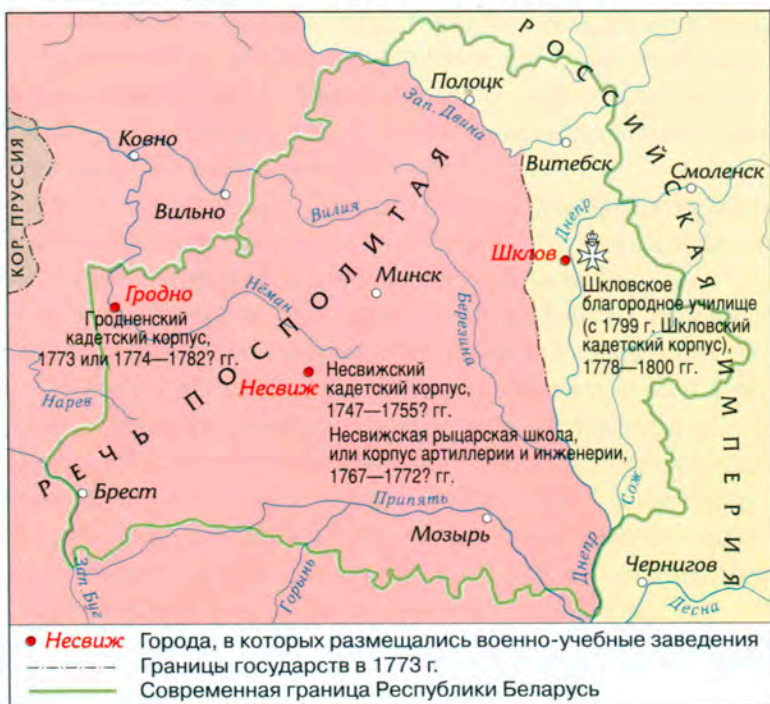 РОССИЙСКАЯ ИМПЕРИЯ
Полоцк
Зап. Двина
Ковно
Витебск
Смоленск
КОР. ПРУССИЯ
Вильно
Вилия
Днепр
РЕЧЬ ПОСПОЛИТАЯ
Шклов
Минск
Гродно
Нёман
Березина
Шкловское
благородное училище
(с 1799 г. Шкловский
кадетский корпус),
1778—1800 гг.
Гродненский
кадетский корпус,
1773 или 1774—1782? гг.
Несвиж
Несвижский
кадетский корпус,
1747—1755? гг.
Несвижская рыцарская школа,
или корпус артиллерии и инженерии,
1767—1772? гг.
Нарев
Брест
Припять
Сож
Мозырь
Днепр
Зап. Буг
Горынь
Чернигов
Десна
Несвиж Города, в которых размещались военно-учебные заведения
Границы государств в 1773 г.
Современная граница Республики Беларусь